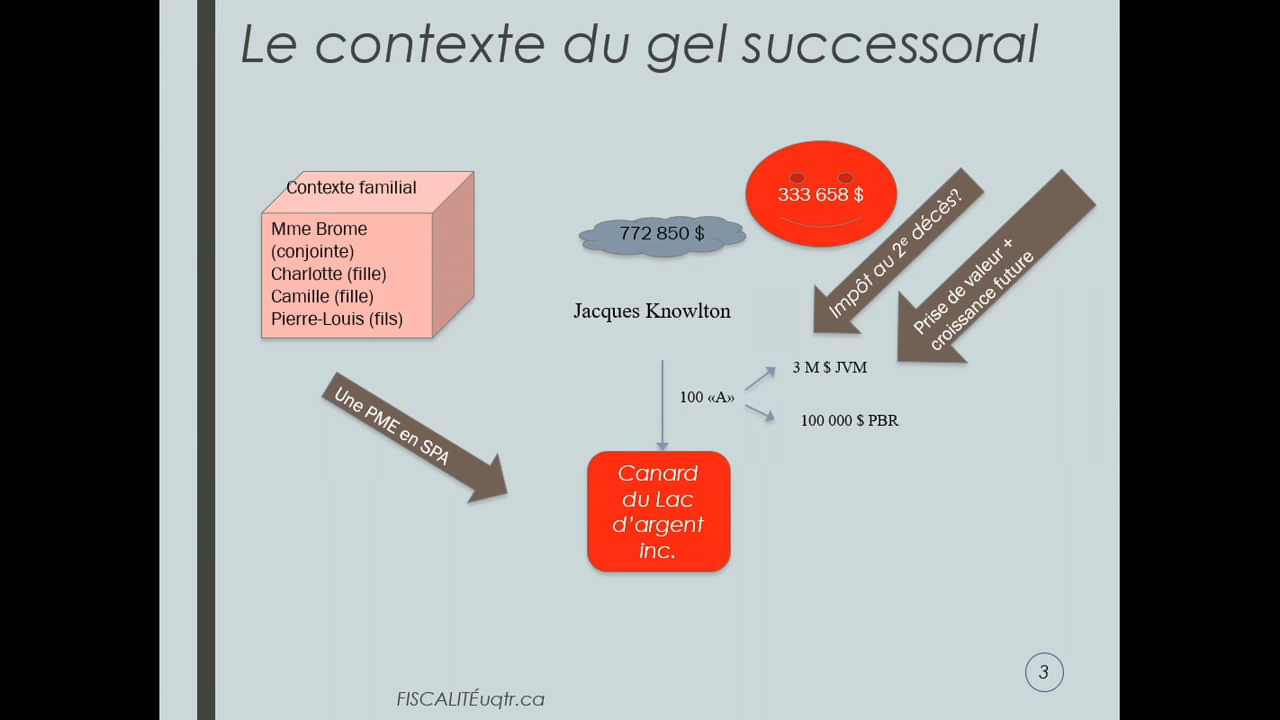 Le contexte du gel successoral
Contexte familial
Mme Brome
(conjointe)
Charlotte (fille)
Camille (fille)
Pierre-Louis (fils)
772 850 $
333 658 $
Impôt au 2e décès?
Prise de valeur +
croissance future
Jacques Knowlton
3 M $ JVM
100 «A»
100 000 $ PBR
Une PME en SPA
Canard
du Lac
d’argent
inc.
3
FISCALITÉuqtr.ca